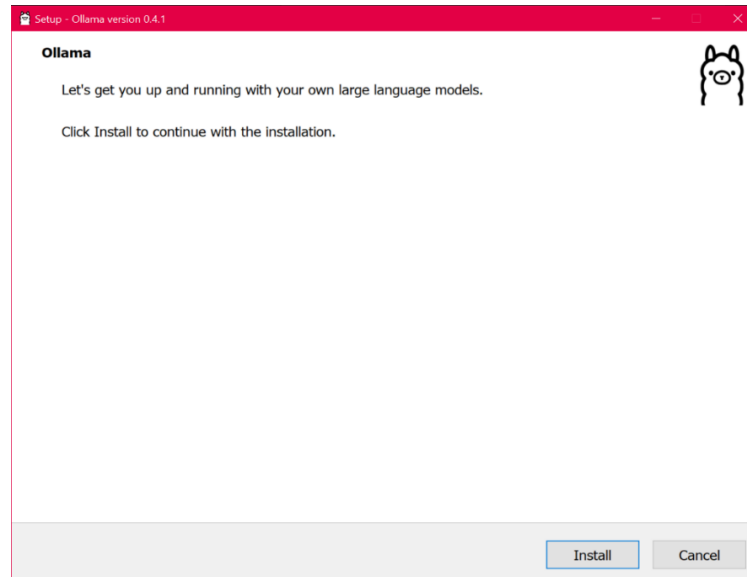 Setup - Ollama version 0.4.1
Ollama
Let's get you up and running with your own large language models.
Click Install to continue with the installation.
Install
Cancel